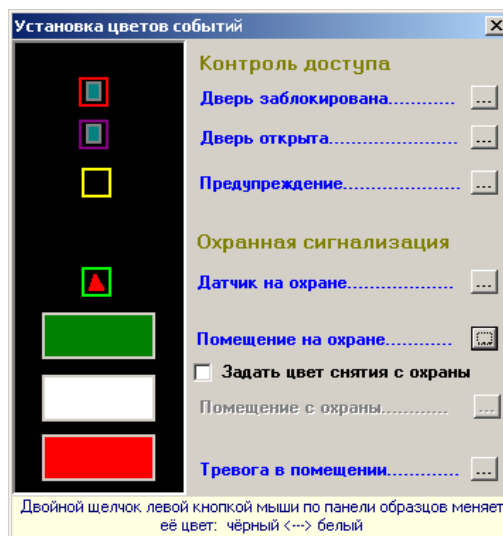 Установка цветов событий
Контроль доступа
Дверь заблокирована............ ...
Дверь открыта....................... ...
Предупреждение.................... ...
Охранная сигнализация
Датчик на охране................... ...
Помещение на охране............ ...
Задать цвет снятия с охраны
Помещение с охраны............ ...
Тревога в помещении............. ...
Двойной щелчок левой кнопкой мыши по панели образцов меняет
её цвет: чёрный <---> белый